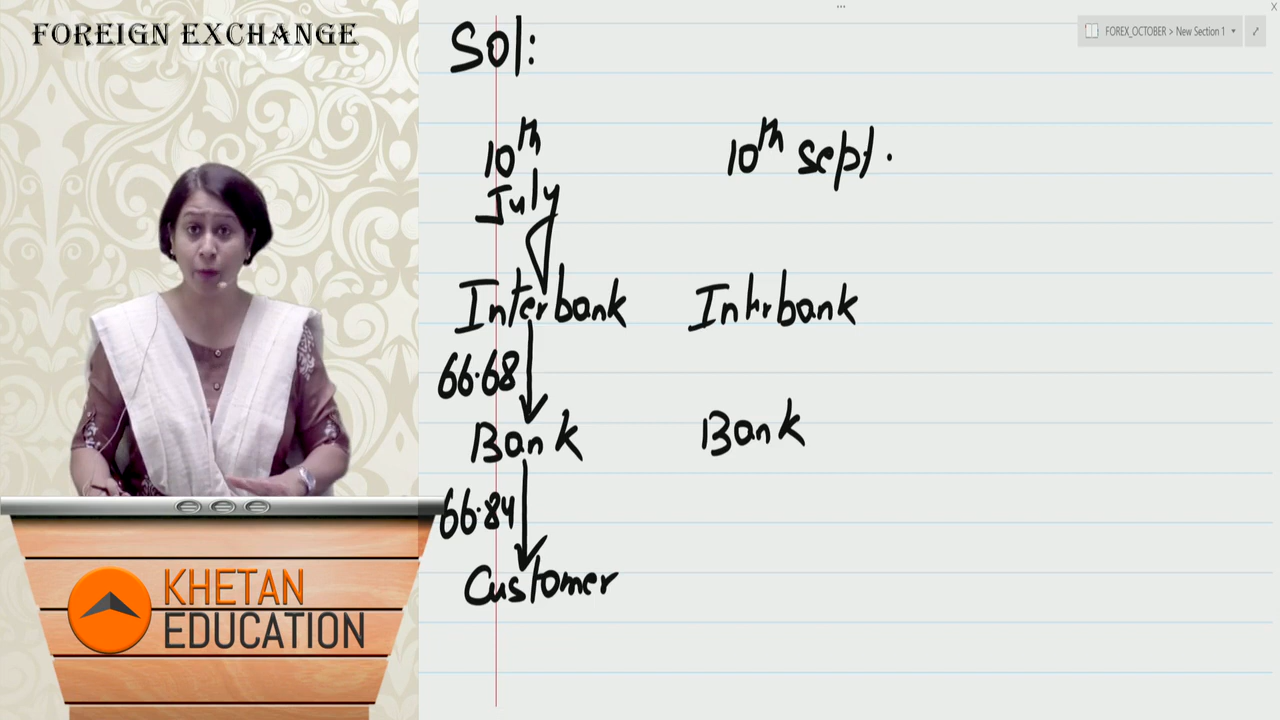 FOREIGN EXCHANGE
FOREX_OCTOBER > New Section 1
Sol:
10th July
10th Sept.
Interbank
Intrbank
66.68
Bank
Bank
66.84
Customer
KHETAN
EDUCATION